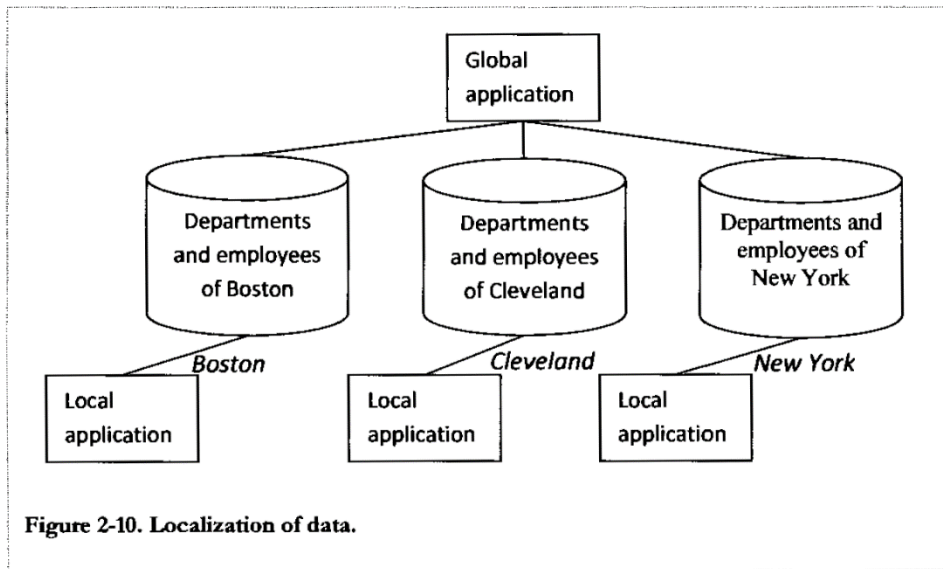 Global
application
Departments
and employees
of Boston
Departments
and employees
of Cleveland
Departments and
employees of
New York
Boston
Cleveland
New York
Local
application
Local
application
Local
application
Figure 2-10. Localization of data.